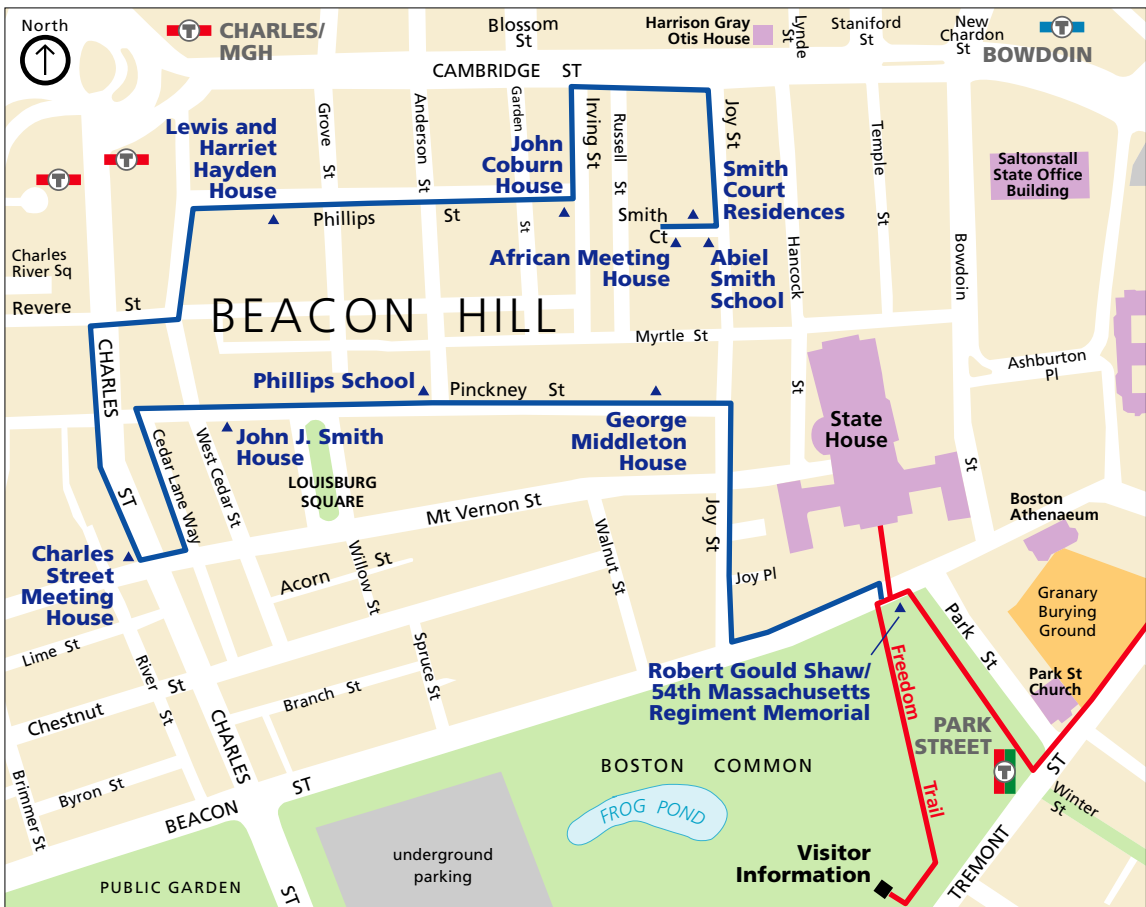 North
T
CHARLES/
MGH
Blossom
St
Harrison Gray
Otis House
Lynde
St
Staniford
St
New
Chardon
St
T
BOWDOIN
CAMBRIDGE ST
Grove
St
Anderson
St
Garden
St
Irving St
Russell
St
Joy St
Temple
St
Lewis and
Harriet
Hayden
House
John
Coburn
House
Smith
Court
Residences
Saltonstall
State Office
Building
T
T
Phillips St
Smith
Ct
African Meeting
House
Abiel
Smith
School
Hancock
St
Bowdoin
St
Charles
River Sq
Revere St
BEACON HILL
Myrtle St
Ashburton
Pl
CHARLES
ST
Phillips School
Pinckney St
George
Middleton
House
State
House
John J. Smith
House
Cedar Lane Way
West Cedar St
LOUISBURG
SQUARE
Mt Vernon St
Joy St
Boston
Athenaeum
Charles
Street
Meeting
House
Acorn St
Willow St
Walnut St
Joy Pl
Granary
Burying
Ground
Park
St
Lime St
River
St
Spruce St
Branch St
Chestnut St
Robert Gould Shaw/
54th Massachusetts
Regiment Memorial
Freedom
Trail
Park St
Church
PARK
STREET
T
CHARLES
ST
Brimmer St
Byron St
BEACON ST
BOSTON COMMON
FROG POND
Winter
St
TREMONT ST
underground
parking
Visitor
Information
PUBLIC GARDEN